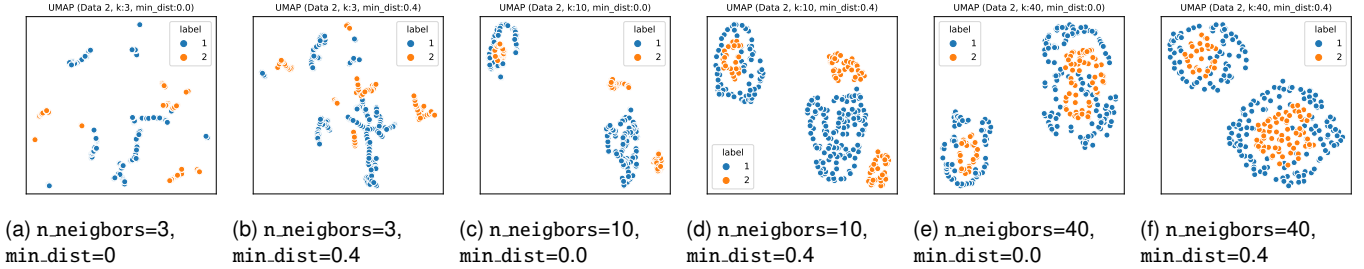 UMAP (Data 2, k:3, min_dist:0.0)
label
1
2
UMAP (Data 2, k:3, min_dist:0.4)
label
1
2
UMAP (Data 2, k:10, min_dist:0.0)
label
1
2
UMAP (Data 2, k:10, min_dist:0.4)
label
1
2
UMAP (Data 2, k:40, min_dist:0.0)
label
1
2
UMAP (Data 2, k:40, min_dist:0.4)
label
1
2
(a) n_neigbors=3,
min_dist=0
(b) n_neigbors=3,
min_dist=0.4
(c) n_neigbors=10,
min_dist=0.0
(d) n_neigbors=10,
min_dist=0.4
(e) n_neigbors=40,
min_dist=0.0
(f) n_neigbors=40,
min_dist=0.4